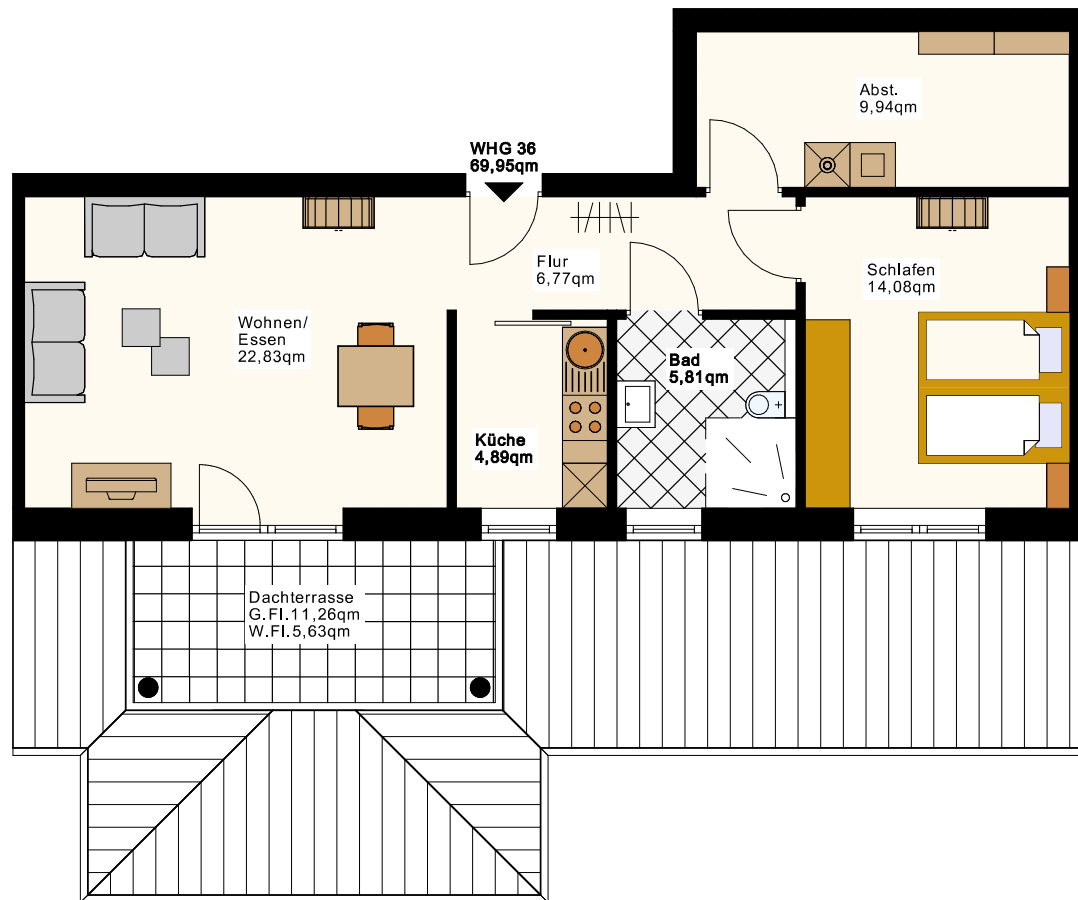 Abst.
9,94qm
WHG 36
69,95qm
Flur
6,77qm
Schlafen
14,08qm
Wohnen/
Essen
22,83qm
Bad
5,81qm
Küche
4,89qm
Dachterrasse
G.Fl.11,26qm
W.Fl.5,63qm